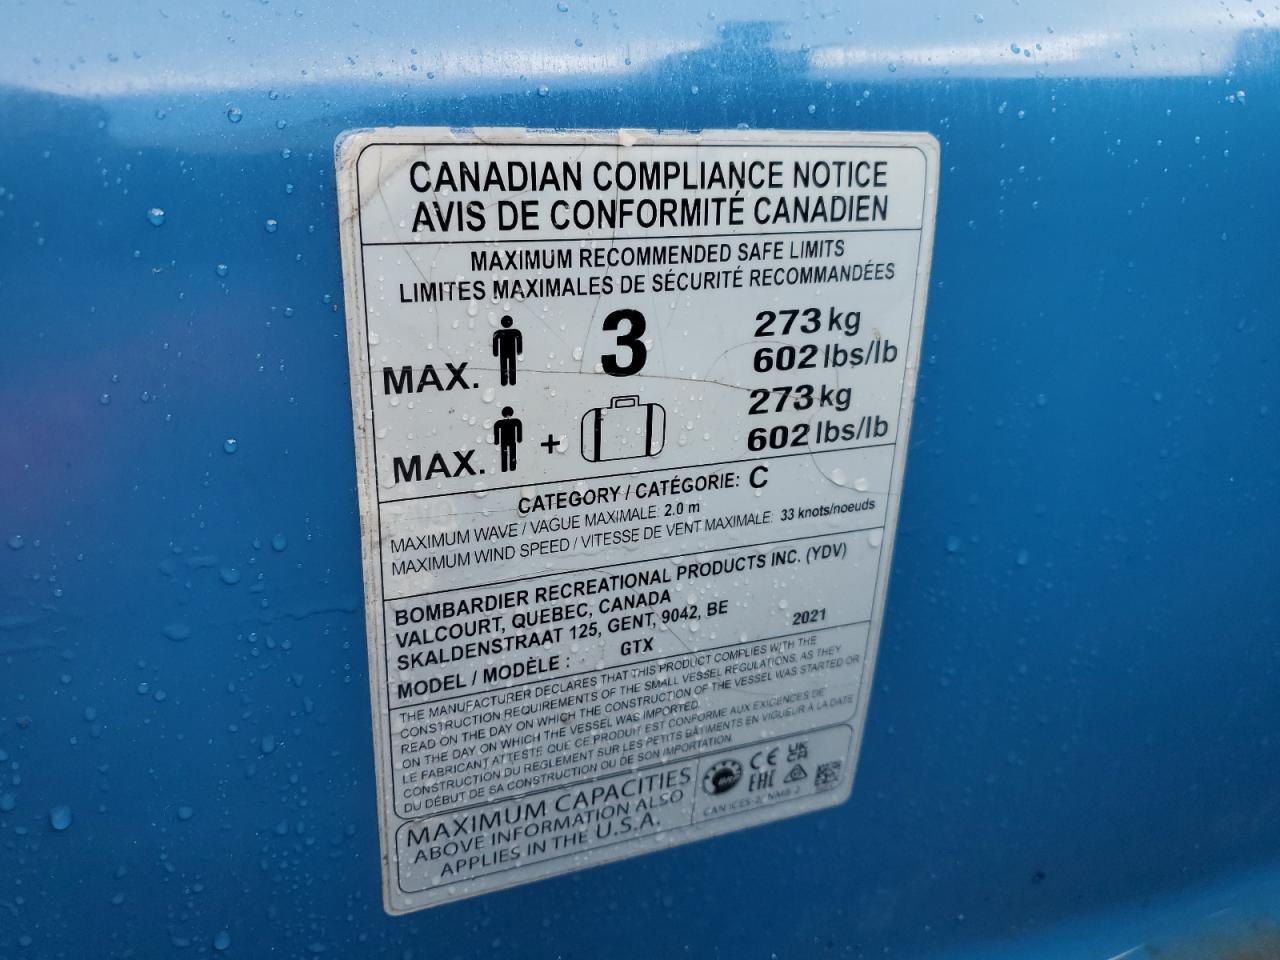 CANADIAN COMPLIANCE NOTICE
AVIS DE CONFORMITÉ CANADIEN
MAXIMUM RECOMMENDED SAFE LIMITS
LIMITES MAXIMALES DE SÉCURITÉ RECOMMANDÉES
MAX. 3 273 kg
602 lbs/lb
MAX. + 273 kg
602 lbs/lb
CATEGORY / CATÉGORIE: C
MAXIMUM WAVE / VAGUE MAXIMALE: 2.0 m
MAXIMUM WIND SPEED / VITESSE DE VENT MAXIMALE: 33 knots/noeuds
BOMBARDIER RECREATIONAL PRODUCTS INC. (YDV)
VALCOURT, QUEBEC, CANADA
SKALDENSTRAAT 125, GENT, 9042, BE
MODEL / MODÈLE : GTX 2021
THE MANUFACTURER DECLARES THAT THIS PRODUCT COMPLIES WITH THE
CONSTRUCTION REQUIREMENTS OF THE SMALL VESSEL REGULATIONS, AS THEY
READ ON THE DAY ON WHICH THE CONSTRUCTION OF THE VESSEL WAS STARTED OR
ON THE DAY ON WHICH THE VESSEL WAS IMPORTED.
LE FABRICANT ATTESTE QUE CE PRODUIT EST CONFORME AUX EXIGENCES DE
CONSTRUCTION DU RÈGLEMENT SUR LES PETITS BÂTIMENTS EN VIGUEUR À LA DATE
DU DÉBUT DE SA CONSTRUCTION OU DE SON IMPORTATION
MAXIMUM CAPACITIES
ABOVE INFORMATION ALSO
APPLIES IN THE U.S.A.
CE UK CA
EAC
CAN ICES-2/ NMB-2